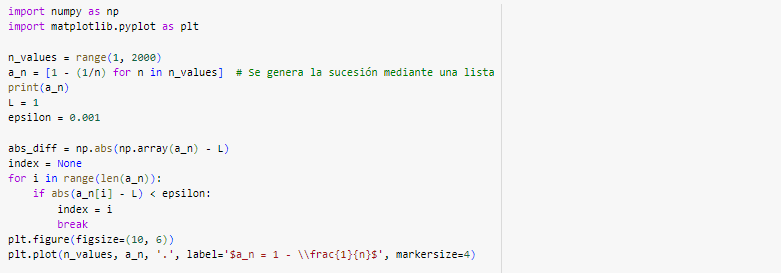 import numpy as np
import matplotlib.pyplot as plt
n_values = range(1, 2000)
a_n = [1 - (1/n) for n in n_values]  # Se genera la sucesión mediante una lista
print(a_n)
L = 1
epsilon = 0.001
abs_diff = np.abs(np.array(a_n) - L)
index = None
for i in range(len(a_n)):
    if abs(a_n[i] - L) < epsilon:
        index = i
        break
plt.figure(figsize=(10, 6))
plt.plot(n_values, a_n, '.', label='$a_n = 1 - \\frac{1}{n}$', markersize=4)